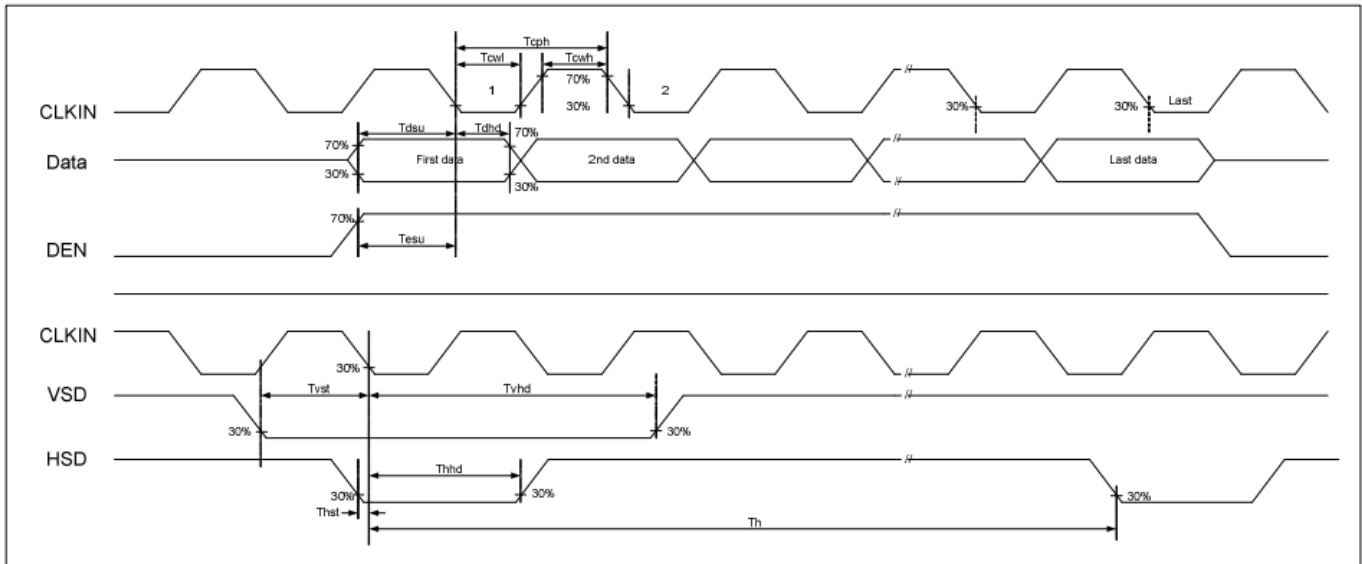 Tcph
Tcwl Tcwh
1 70% 2
CLKIN 30% 30% 30% Last
Tdsu Tdhd 70%
70%
Data First data 2nd data // Last data
30% 30%
70%
DEN Tesu
CLKIN
30%
VSD Tvst Tvhd
30% 30%
HSD Thhd
30% 30% 30%
Thst
Th